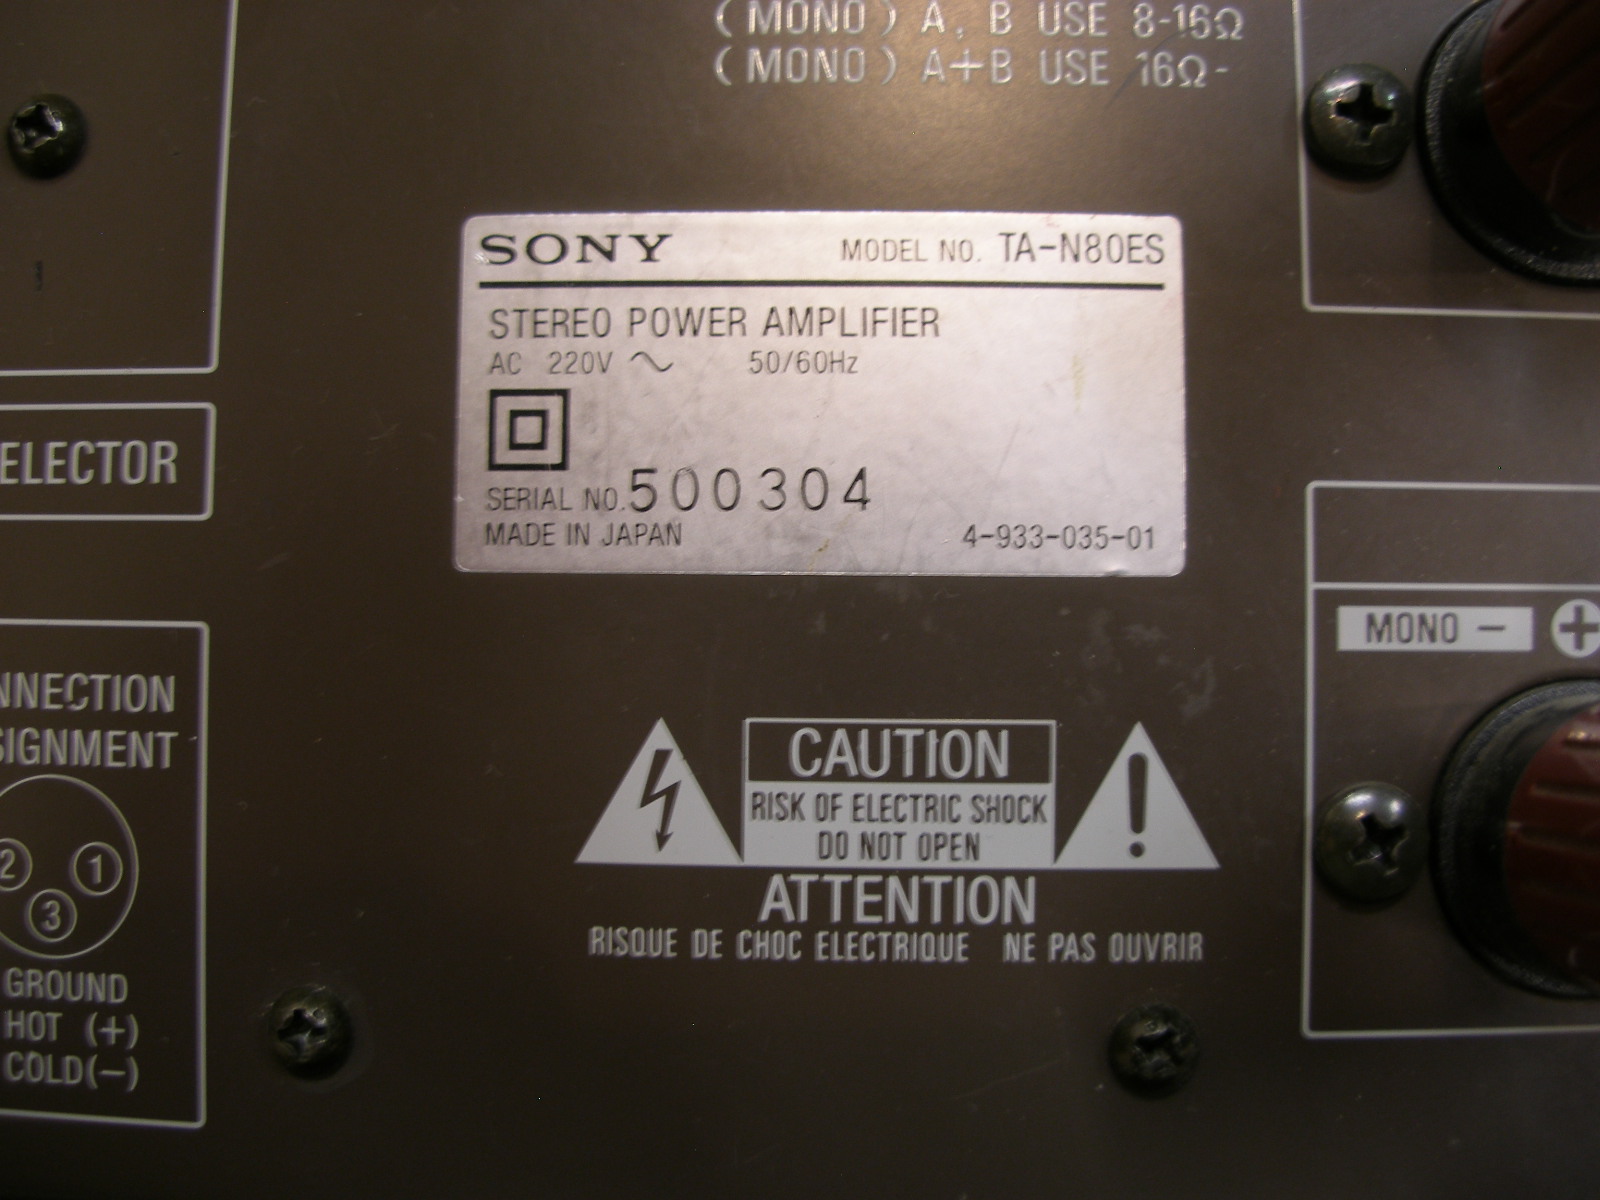 (MONO) A, B USE 8-16Ω
(MONO) A+B USE 16Ω-
SONY MODEL NO. TA-N80ES
STEREO POWER AMPLIFIER
AC 220V ~ 50/60Hz
SERIAL NO. 500304
MADE IN JAPAN 4-933-035-01
ELECTOR
NNECTION
SIGNMENT
2 1
3
GROUND
HOT (+)
COLD(-)
CAUTION
RISK OF ELECTRIC SHOCK
DO NOT OPEN
ATTENTION
RISQUE DE CHOC ELECTRIQUE NE PAS OUVRIR
MONO - +